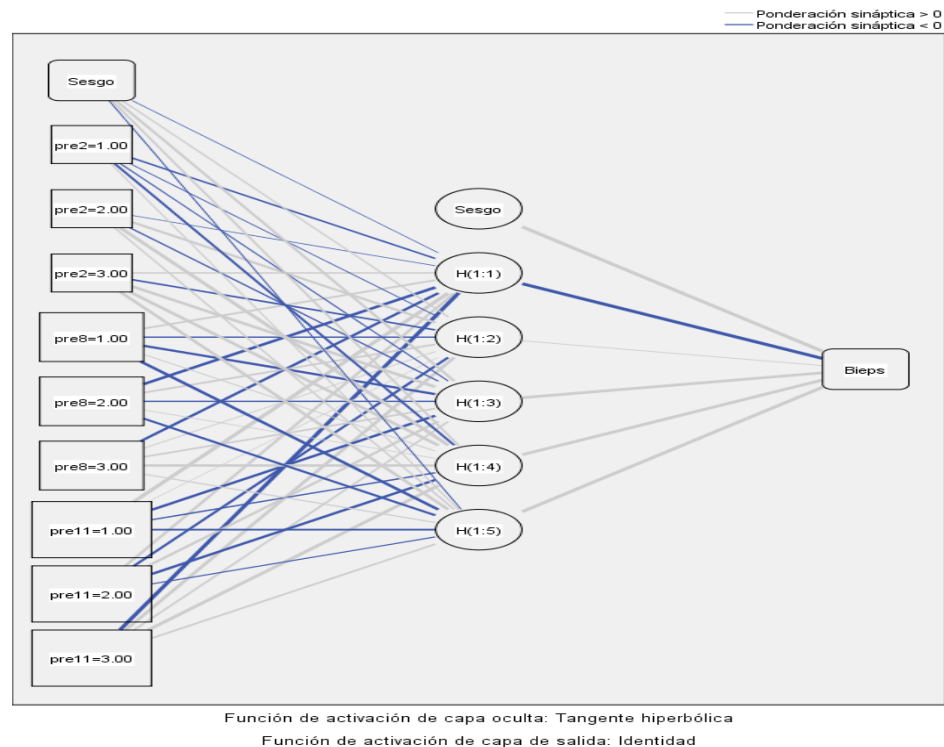 Ponderación sináptica > 0
Ponderación sináptica < 0
Sesgo
pre2=1.00
pre2=2.00
pre2=3.00
pre8=1.00
pre8=2.00
pre8=3.00
pre11=1.00
pre11=2.00
pre11=3.00
Sesgo
H(1:1)
H(1:2)
H(1:3)
H(1:4)
H(1:5)
Bieps
Función de activación de capa oculta: Tangente hiperbólica
Función de activación de capa de salida: Identidad